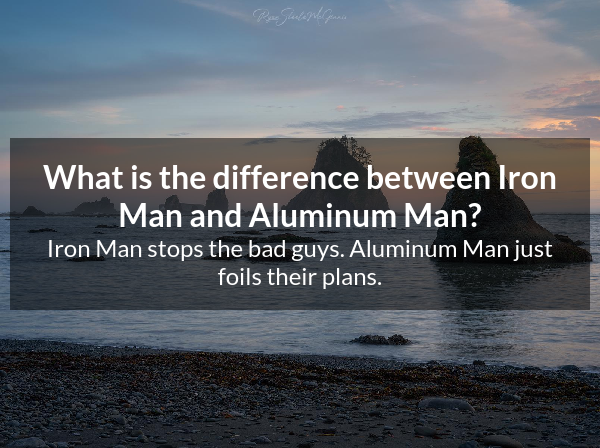 What is the difference between Iron
Man and Aluminum Man?
Iron Man stops the bad guys. Aluminum Man just
foils their plans.